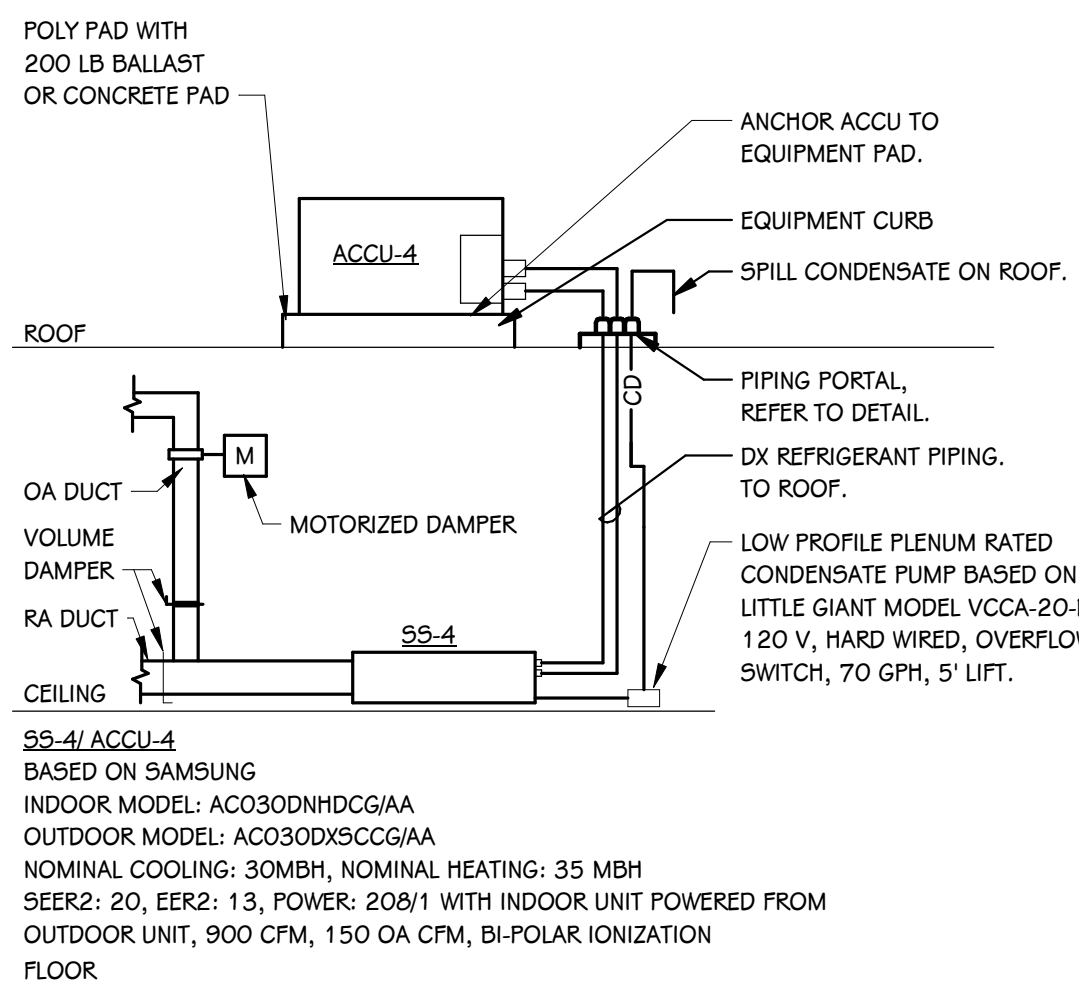 POLY PAD WITH
200 LB BALLAST
OR CONCRETE PAD
ANCHOR ACCU TO
EQUIPMENT PAD.
EQUIPMENT CURB
ACCU-4
SPILL CONDENSATE ON ROOF.
ROOF
PIPING PORTAL,
REFER TO DETAIL.
CD
M
DX REFRIGERANT PIPING.
TO ROOF.
OA DUCT
MOTORIZED DAMPER
VOLUME
DAMPER
LOW PROFILE PLENUM RATED
CONDENSATE PUMP BASED ON
LITTLE GIANT MODEL
120 V, HARD WIRED,
SWITCH, 70 GPH, 5' LIFT.
RA DUCT
SS-4
CEILING
SS-4/ ACCU-4
BASED ON SAMSUNG
INDOOR MODEL: AC030DNHDCG/AA
OUTDOOR MODEL: AC030DXSCCG/AA
NOMINAL COOLING: 30MBH, NOMINAL HEATING: 35 MBH
SEER2: 20, EER2: 13, POWER: 208/1 WITH INDOOR UNIT POWERED FROM
OUTDOOR UNIT, 900 CFM, 150 OA CFM, BI-POLAR IONIZATION
FLOOR